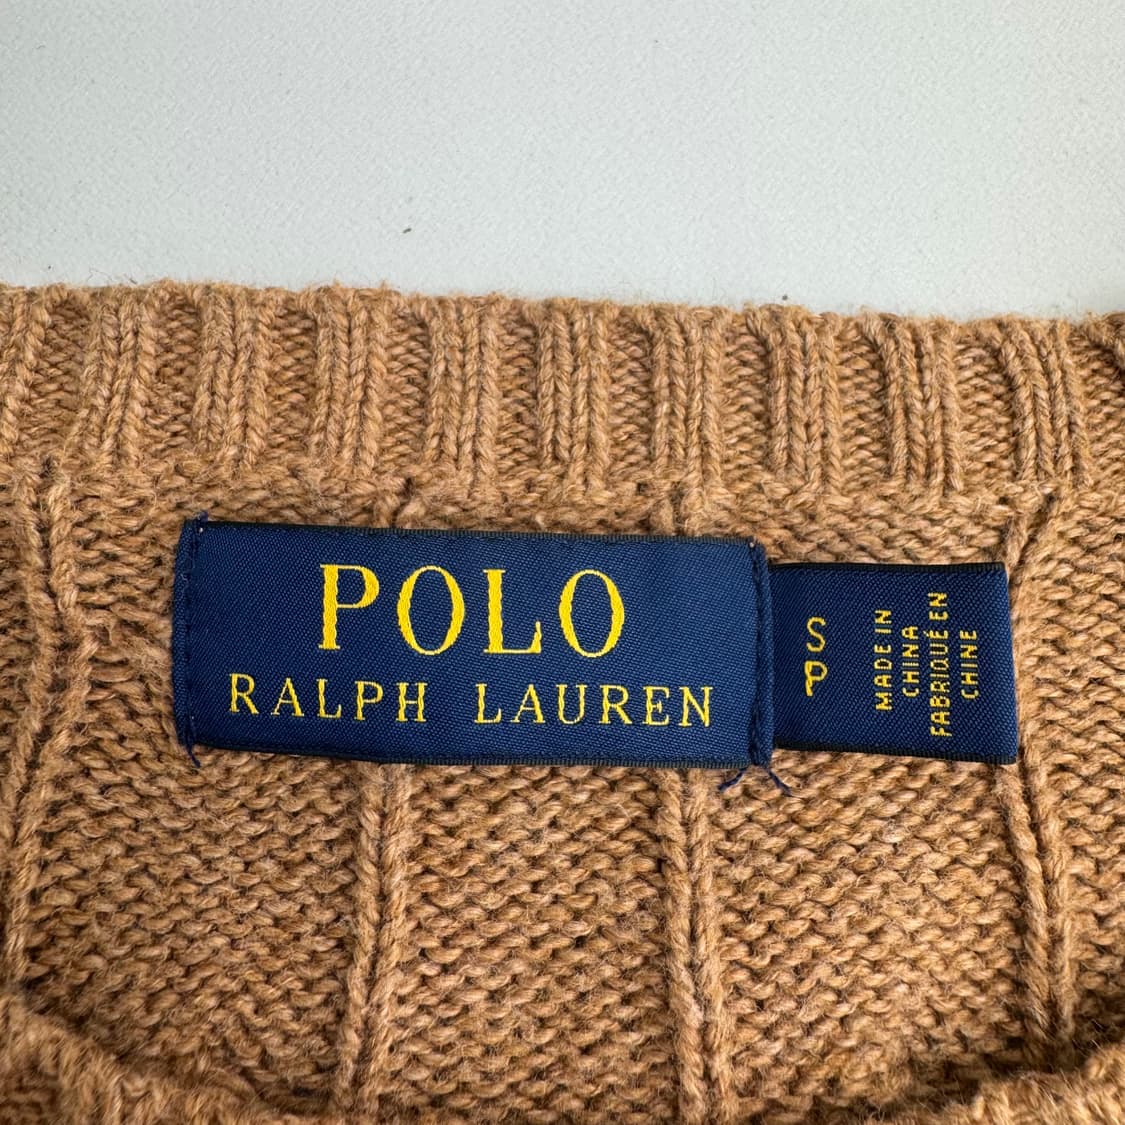 POLO
RALPH LAUREN
S
P
MADE IN
CHINA
FABRIQUÉ EN
CHINE